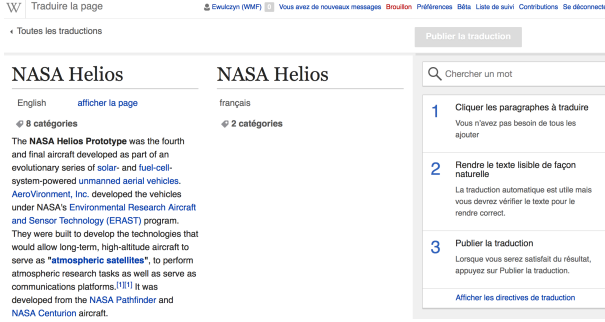 W Traduire la page
Ewulczyn (WMF) 0 Vous avez de nouveaux messages Brouillon Préférences Bêta Liste de suivi Contributions Se déconnecte
Toutes les traductions
Publier la traduction
NASA Helios
English afficher la page
8 catégories
The NASA Helios Prototype was the fourth
and final aircraft developed as part of an
evolutionary series of solar- and fuel-cell-
system-powered unmanned aerial vehicles.
AeroVironment, Inc. developed the vehicles
under NASA's Environmental Research Aircraft
and Sensor Technology (ERAST) program.
They were built to develop the technologies that
would allow long-term, high-altitude aircraft to
serve as "atmospheric satellites", to perform
atmospheric research tasks as well as serve as
communications platforms.[1][1] It was
developed from the NASA Pathfinder and
NASA Centurion aircraft.
NASA Helios
français
2 catégories
Chercher un mot
1 Cliquer les paragraphes à traduire
Vous n'avez pas besoin de tous les
ajouter
2 Rendre le texte lisible de façon
naturelle
La traduction automatique est utile mais
vous devrez vérifier le texte pour le
rendre correct.
3 Publier la traduction
Lorsque vous serez satisfait du résultat,
appuyez sur Publier la traduction.
Afficher les directives de traduction